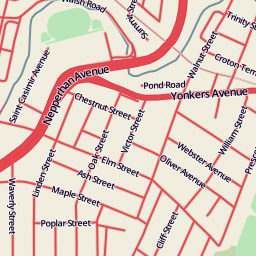 Walsh Road
Trinity St
Summit
Walnut Street
Croton Ter
Saint Casimir Avenue
Nepperhan Avenue
Pond Road
Yonkers Avenue
Chestnut Street
Victor Street
William Street
Webster Avenue
Oliver Avenue
Oak Street
Elm Street
Ash Street
Linden Street
Maple Street
Waverly Street
Poplar Street
Cliff Street